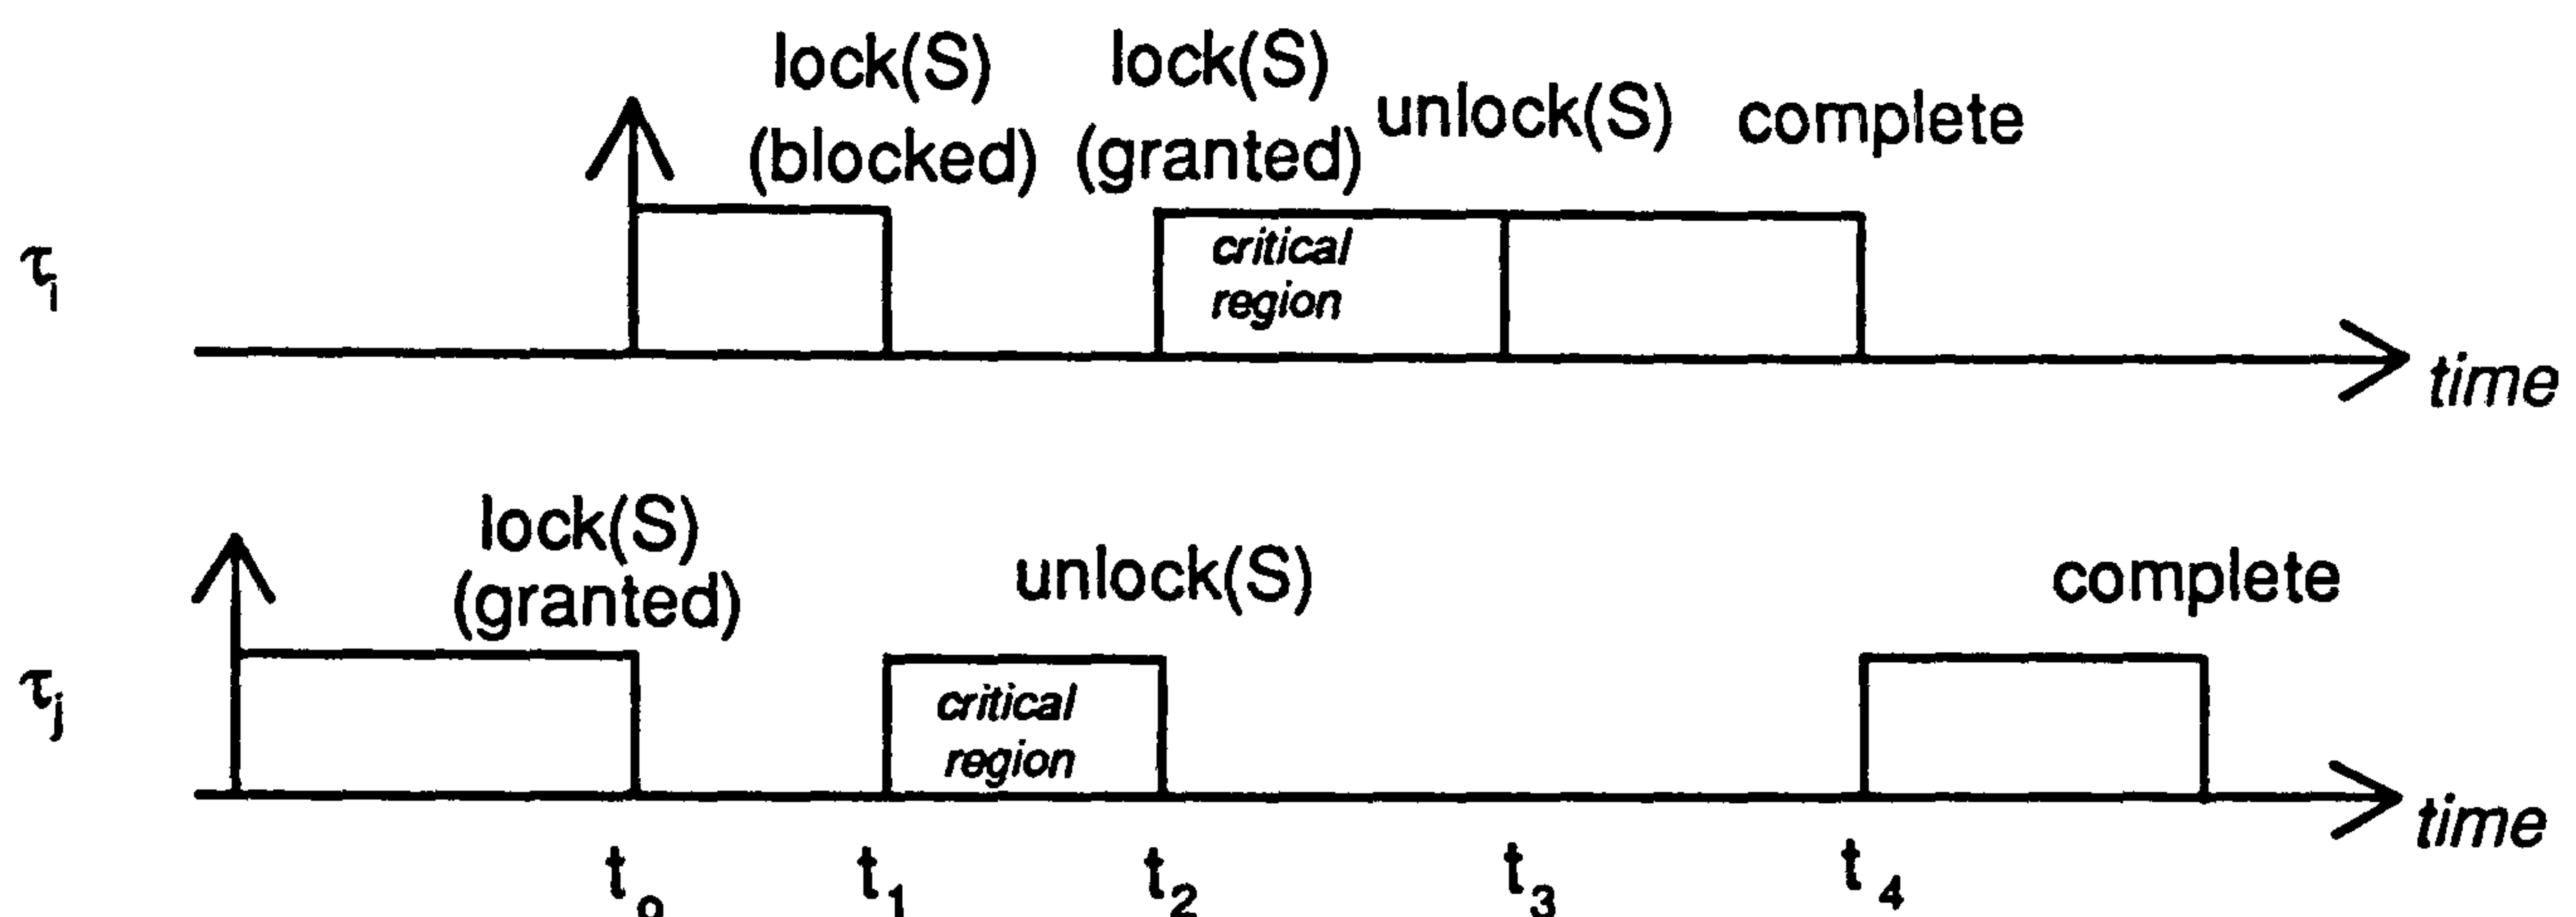 lock(S)
(blocked)
lock(S)
(granted)
unlock(S)
complete
τi
critical
region
time
lock(S)
(granted)
unlock(S)
complete
τj
critical
region
time
t0
t1
t2
t3
t4